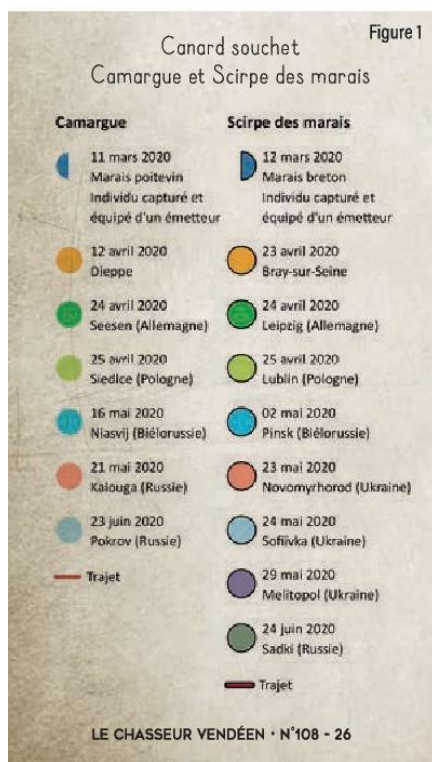 Figure 1
Canard souchet
Camargue et Scirpe des marais
Camargue
11 mars 2020
Marais poitevin
Individu capturé et
équipé d'un émetteur
12 avril 2020
Dieppe
24 avril 2020
Seesen (Allemagne)
25 avril 2020
Siedlce (Pologne)
16 mai 2020
Niasvij (Biélorussie)
21 mai 2020
Kalouga (Russie)
23 juin 2020
Pokrov (Russie)
Trajet
Scirpe des marais
12 mars 2020
Marais breton
Individu capturé et
équipé d'un émetteur
23 avril 2020
Bray-sur-Seine
24 avril 2020
Leipzig (Allemagne)
25 avril 2020
Lublin (Pologne)
02 mai 2020
Pinsk (Biélorussie)
23 mai 2020
Novomyrhorod (Ukraine)
24 mai 2020
Sofiivka (Ukraine)
29 mai 2020
Melitopol (Ukraine)
24 juin 2020
Sadki (Russie)
Trajet
LE CHASSEUR VENDÉEN • N°108 - 26